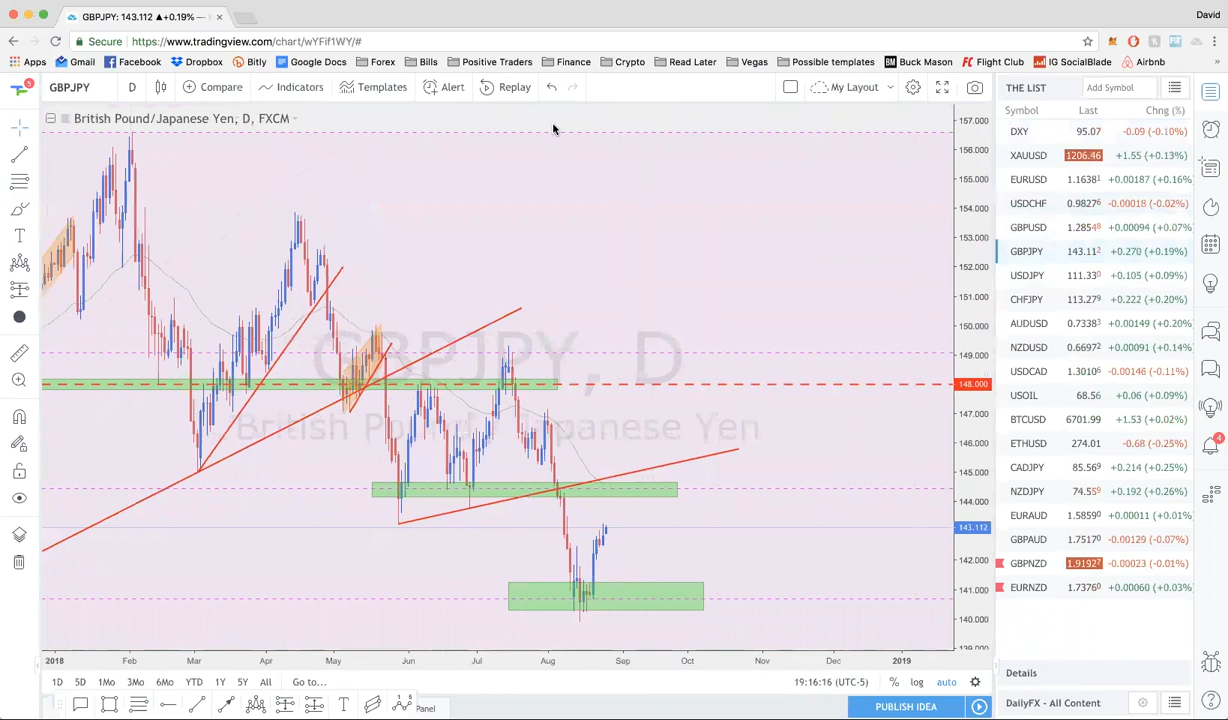 GBPJPY: 143.112 ▲+0.19% —
David
Secure https://www.tradingview.com/chart/wYFif1WY/#
Apps Gmail Facebook Dropbox Bitly Google Docs Forex Bills Positive Traders Finance Crypto Read Later Vegas Possible templates Buck Mason Flight Club IG SocialBlade Airbnb »
5 GBPJPY D Compare Indicators Templates Alert Replay My Layout THE LIST Add Symbol
British Pound/Japanese Yen, D, FXCM
Symbol Last Chng (%)
DXY 95.07 -0.09 (-0.10%)
XAUUSD 1206.46 +1.55 (+0.13%)
EURUSD 1.16381 +0.00187 (+0.16%
USDCHF 0.98276 -0.00018 (-0.02%)
GBPUSD 1.28548 +0.00094 (+0.07%
GBPJPY 143.112 +0.270 (+0.19%)
USDJPY 111.330 +0.105 (+0.09%)
CHFJPY 113.279 +0.222 (+0.20%)
AUDUSD 0.73383 +0.00149 (+0.20%
NZDUSD 0.66972 +0.00091 (+0.14%
USDCAD 1.30106 -0.00146 (-0.11%)
USOIL 68.56 +0.06 (+0.09%)
BTCUSD 6701.99 +1.53 (+0.02%)
ETHUSD 274.01 -0.68 (-0.25%)
CADJPY 85.569 +0.214 (+0.25%)
NZDJPY 74.559 +0.192 (+0.26%)
EURAUD 1.58590 +0.00011 (+0.01%
GBPAUD 1.75170 -0.00129 (-0.07%)
GBPNZD 1.91927 -0.00023 (-0.01%)
EURNZD 1.73760 +0.00060 (+0.03%
4
157.000
156.000
155.000
154.000
153.000
152.000
151.000
150.000
149.000
148.000
147.000
146.000
145.000
144.000
143.112
142.000
141.000
140.000
139.000
GBPJPY, D
British Pound/Japanese Yen
2018 Feb Mar Apr May Jun Jul Aug Sep Oct Nov Dec 2019
Details
1D 5D 1Mo 3Mo 6Mo YTD 1Y 5Y All Go to... 19:16:16 (UTC-5) % log auto
Panel PUBLISH IDEA DailyFX - All Content